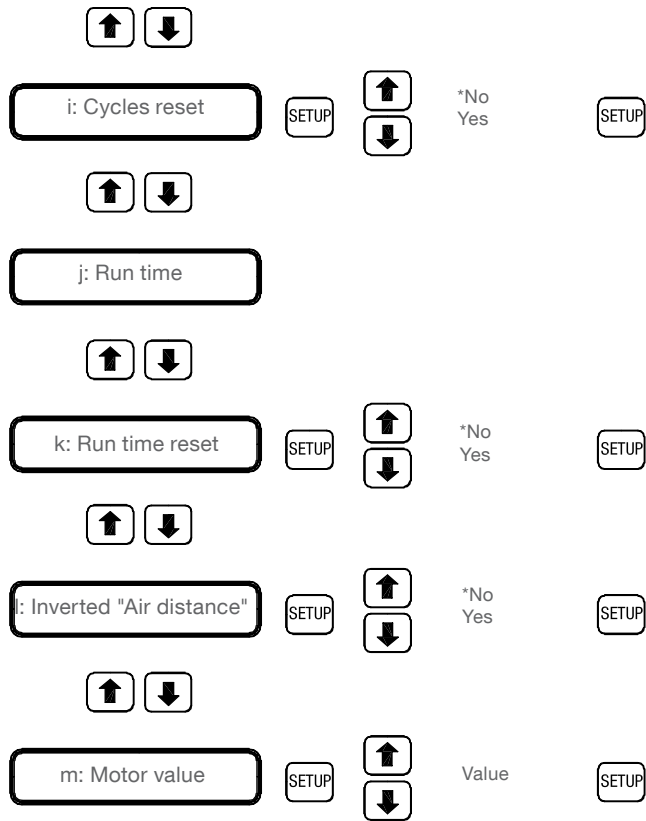 i: Cycles reset
SETUP
*No
Yes
SETUP
j: Run time
k: Run time reset
SETUP
*No
Yes
SETUP
l: Inverted "Air distance"
SETUP
*No
Yes
SETUP
m: Motor value
SETUP
Value
SETUP